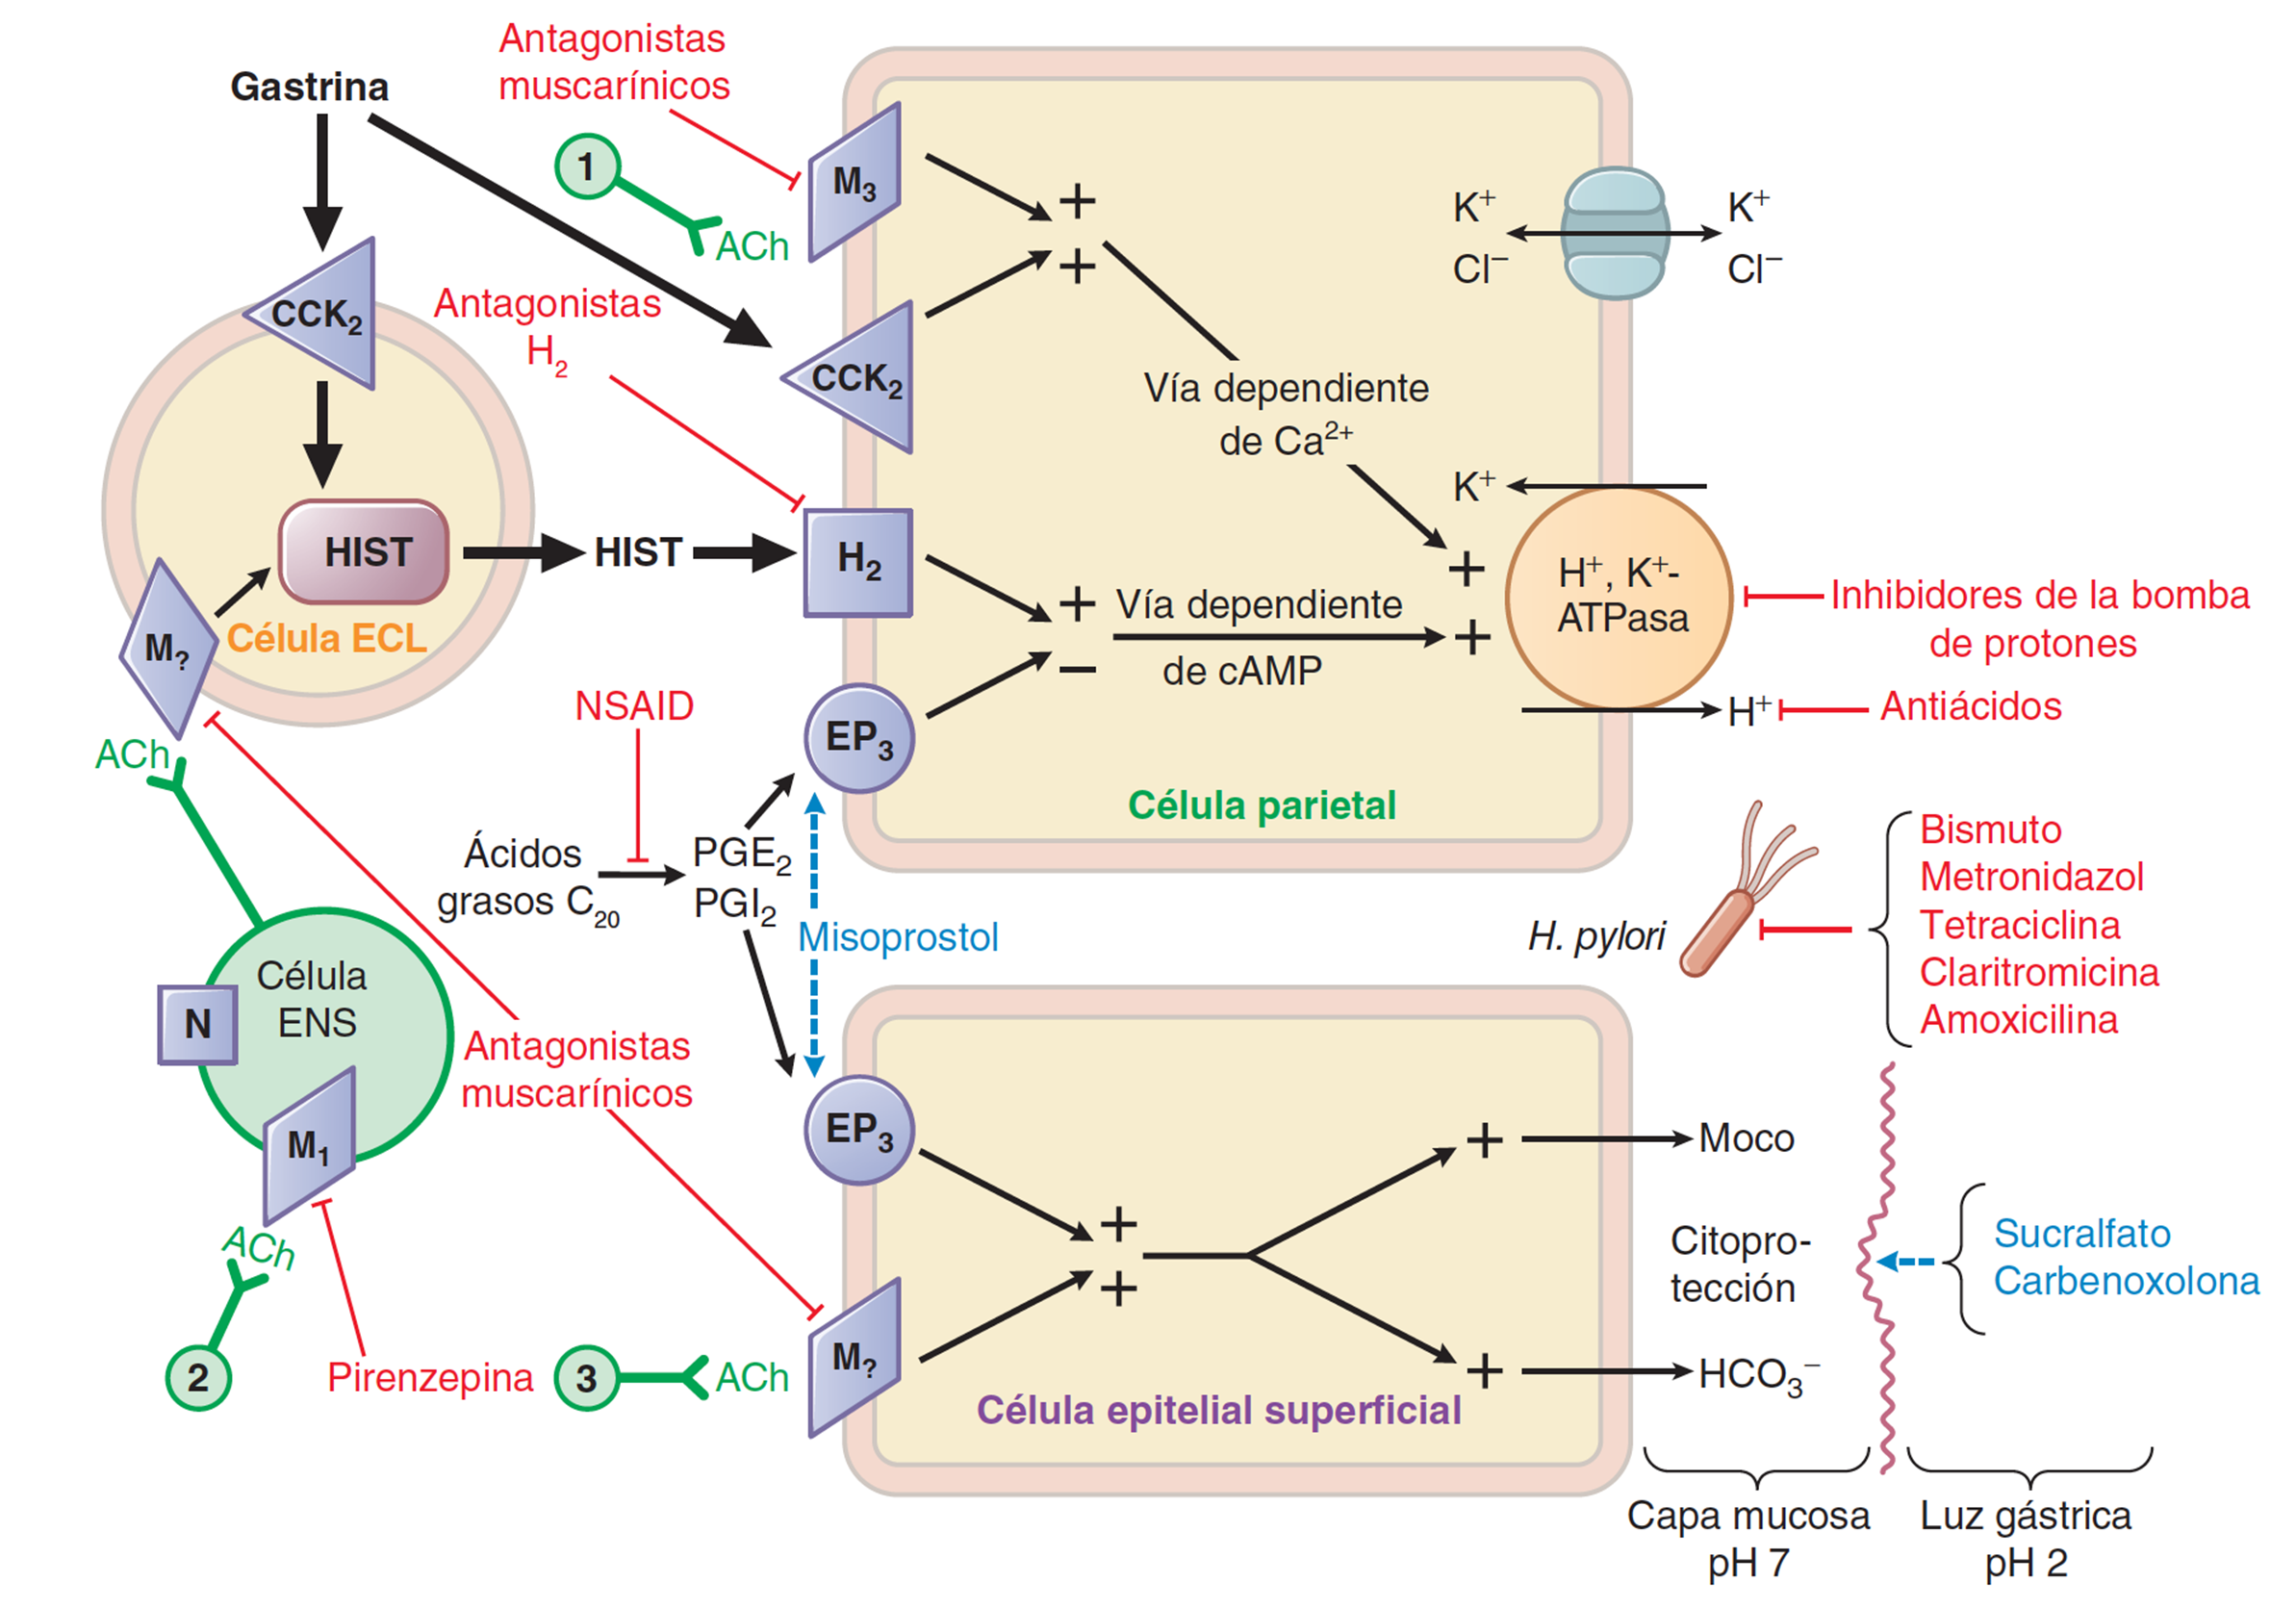 Antagonistas
muscarínicos
Gastrina
1
ACh
M3
K+
Cl−
K+
Cl−
+
+
CCK2
Antagonistas
H2
CCK2
Vía dependiente
de Ca2+
K+
HIST
HIST
H2
+
H+, K+-
ATPasa
Inhibidores de la bomba
de protones
+
Vía dependiente
de cAMP
+
−
M?
Célula ECL
NSAID
EP3
H+
Antiácidos
ACh
Célula parietal
Ácidos
grasos C20
PGE2
PGI2
Misoprostol
H. pylori
Bismuto
Metronidazol
Tetraciclina
Claritromicina
Amoxicilina
Célula
ENS
N
Antagonistas
muscarínicos
M1
EP3
+
Moco
+
+
Citopro-
tección
Sucralfato
Carbenoxolona
ACh
2
Pirenzepina
3
ACh
M?
+
HCO3−
Célula epitelial superficial
Capa mucosa
pH 7
Luz gástrica
pH 2